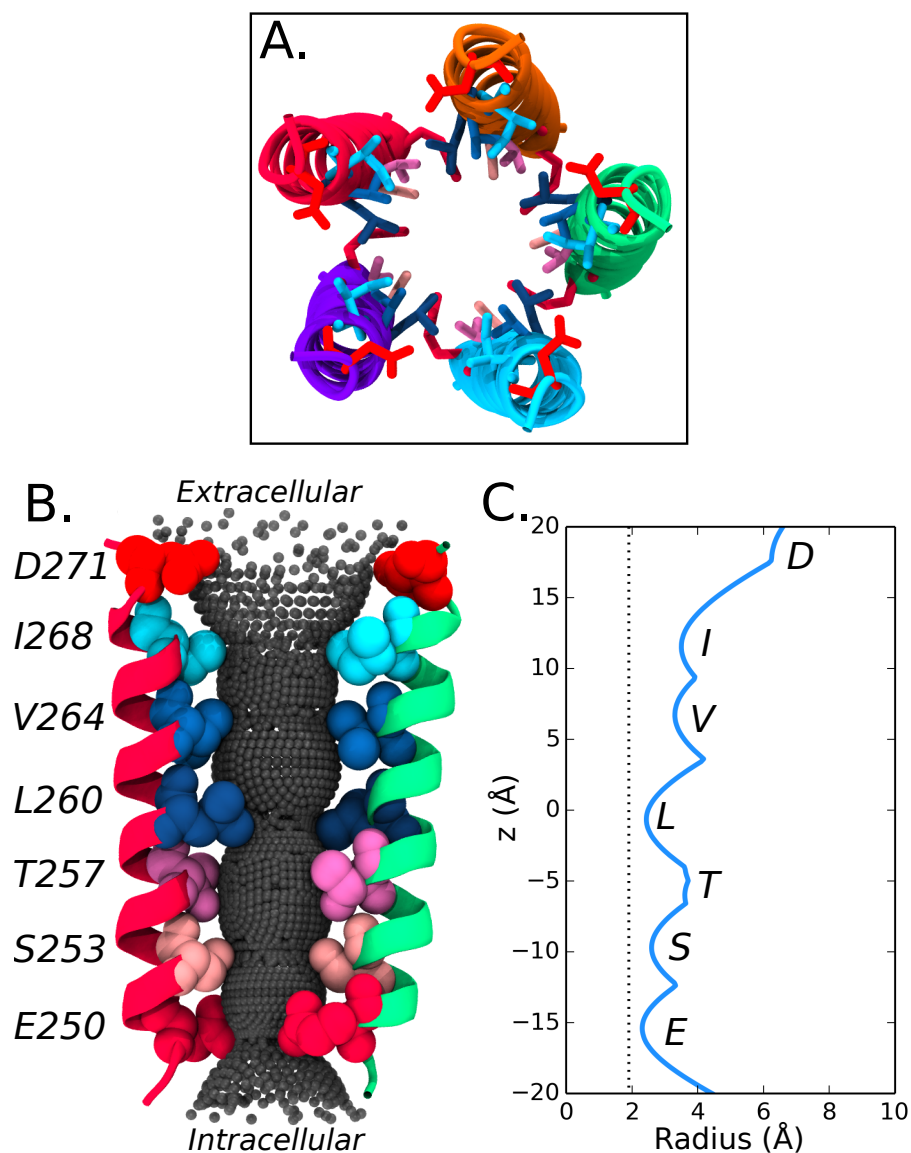 A.
B.
Extracellular
D271
I268
V264
L260
T257
S253
E250
Intracellular
C.
20
15
10
5
0
−5
−10
−15
−20
z (Å)
D
I
V
L
T
S
E
0 2 4 6 8 10
Radius (Å)